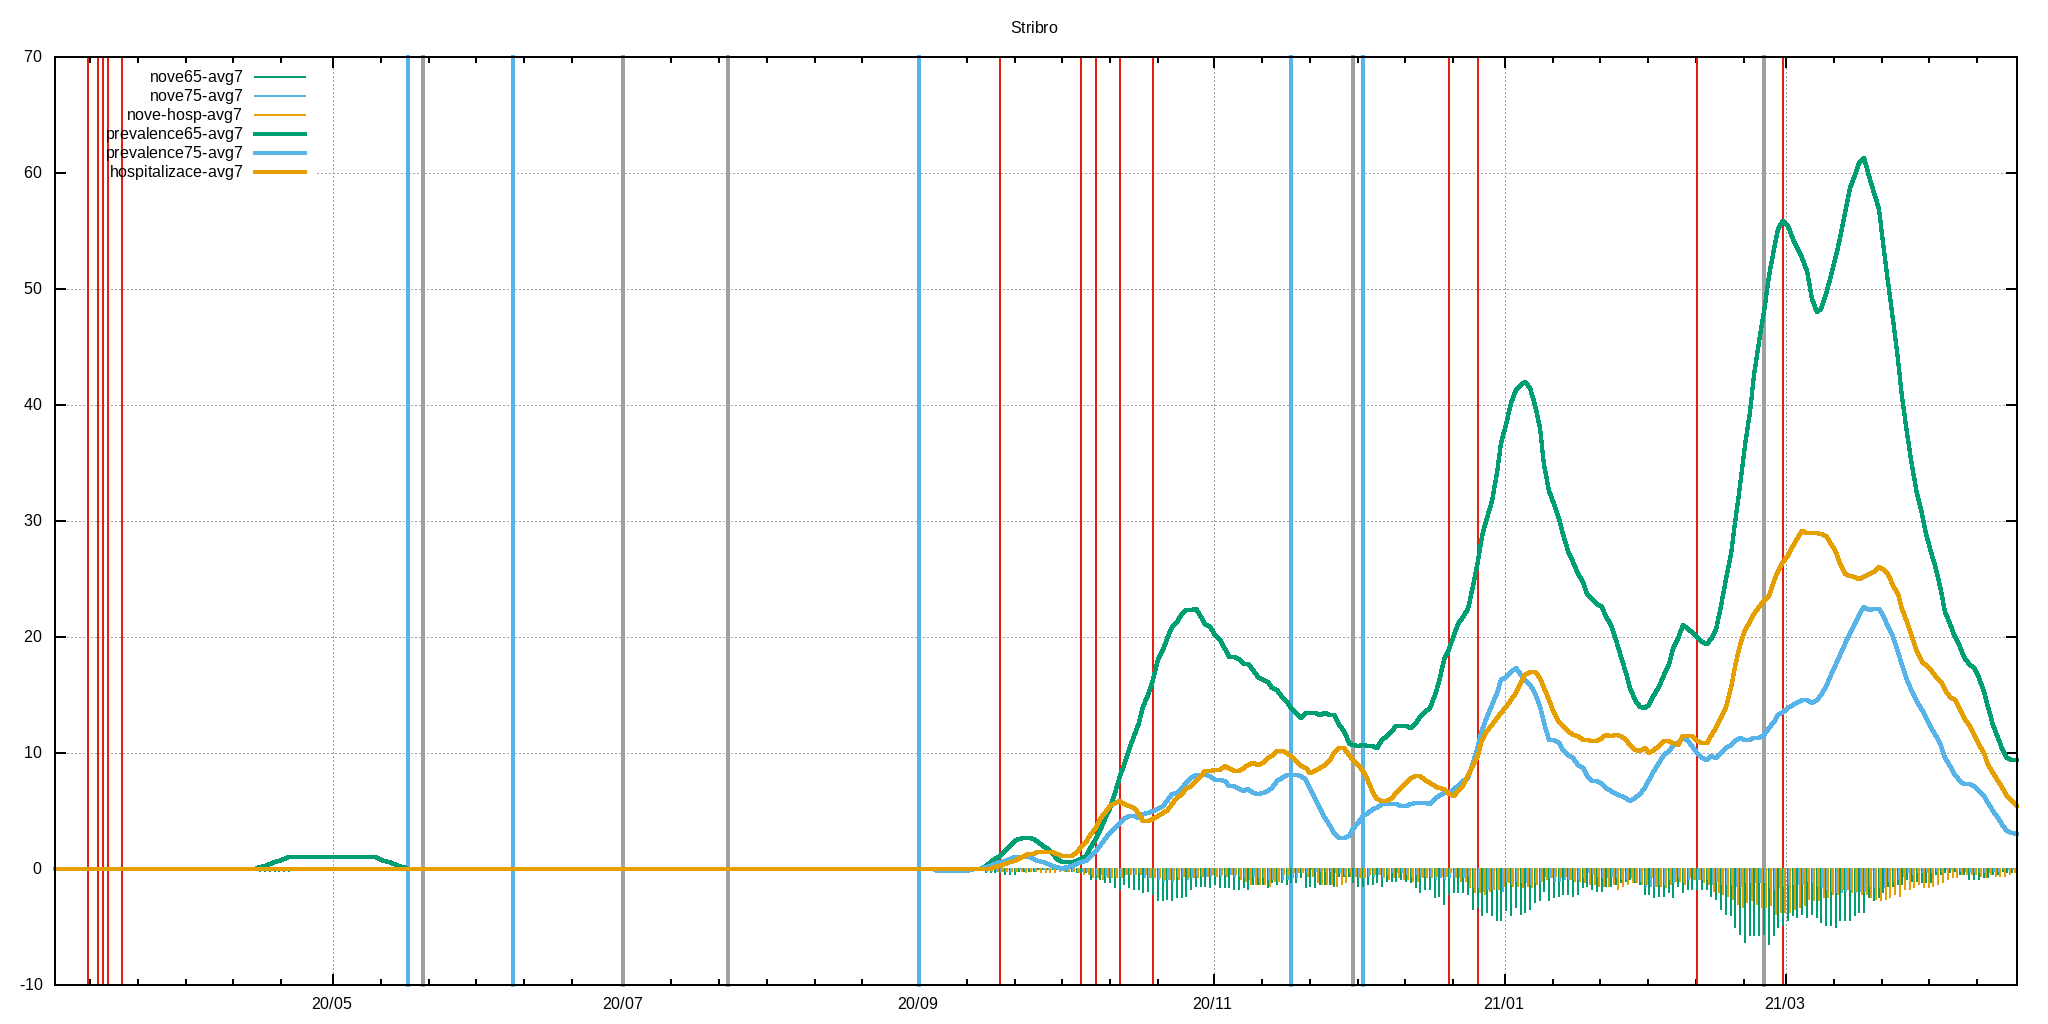 Stribro
70
nove65-avg7
nove75-avg7
nove-hosp-avg7
prevalence65-avg7
prevalence75-avg7
hospitalizace-avg7
60
50
40
30
20
10
0
-10
20/05 20/07 20/09 20/11 21/01 21/03